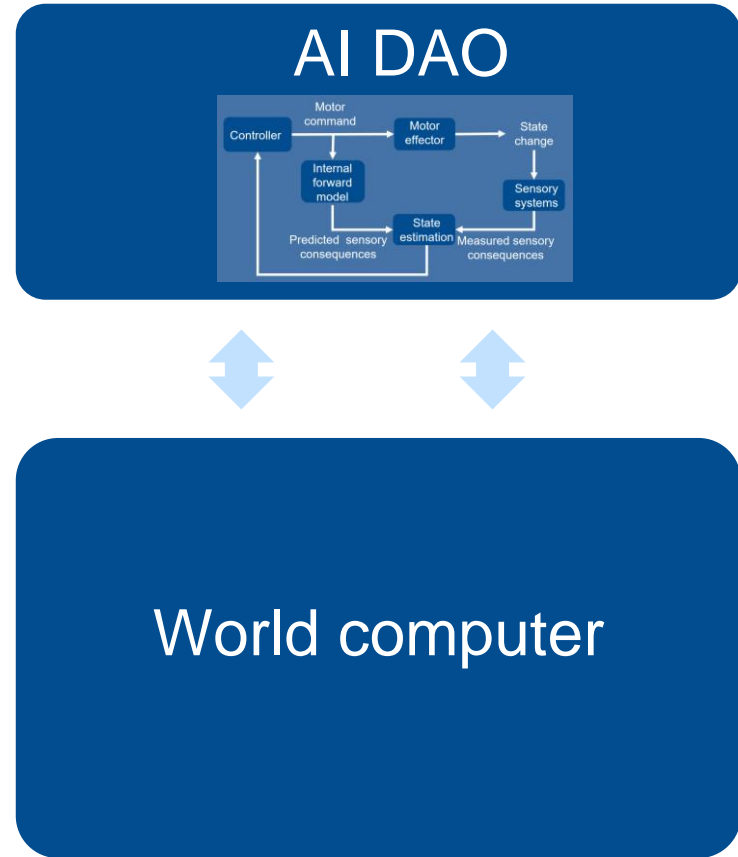 AI DAO
Motor
command
Controller
Motor
effector
State
change
Internal
forward
model
Sensory
systems
State
estimation
Predicted sensory
consequences
Measured sensory
consequences
World computer